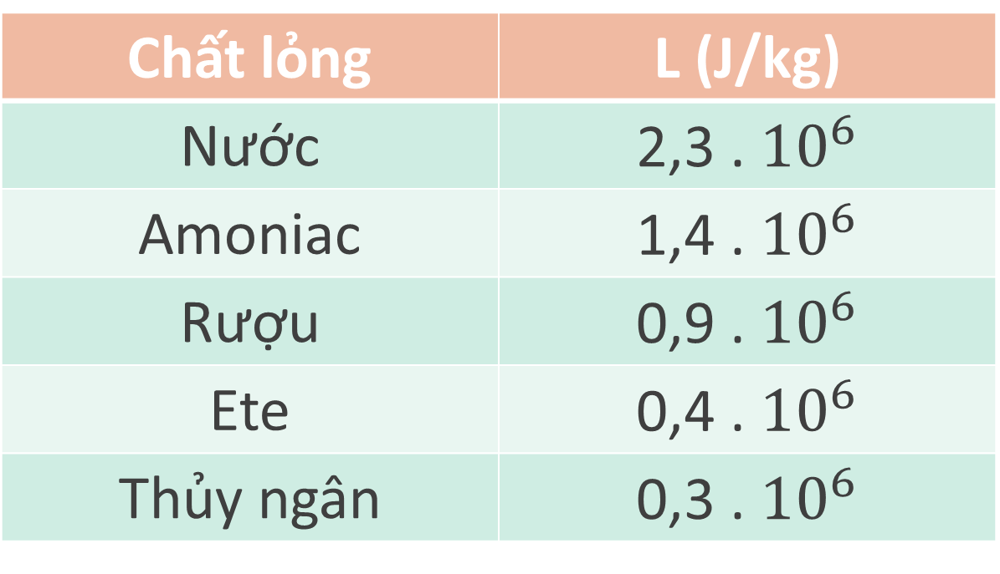 Chất lỏng L (J/kg)
Nước 2,3 . 10⁶
Amoniac 1,4 . 10⁶
Rượu 0,9 . 10⁶
Ete 0,4 . 10⁶
Thủy ngân 0,3 . 10⁶